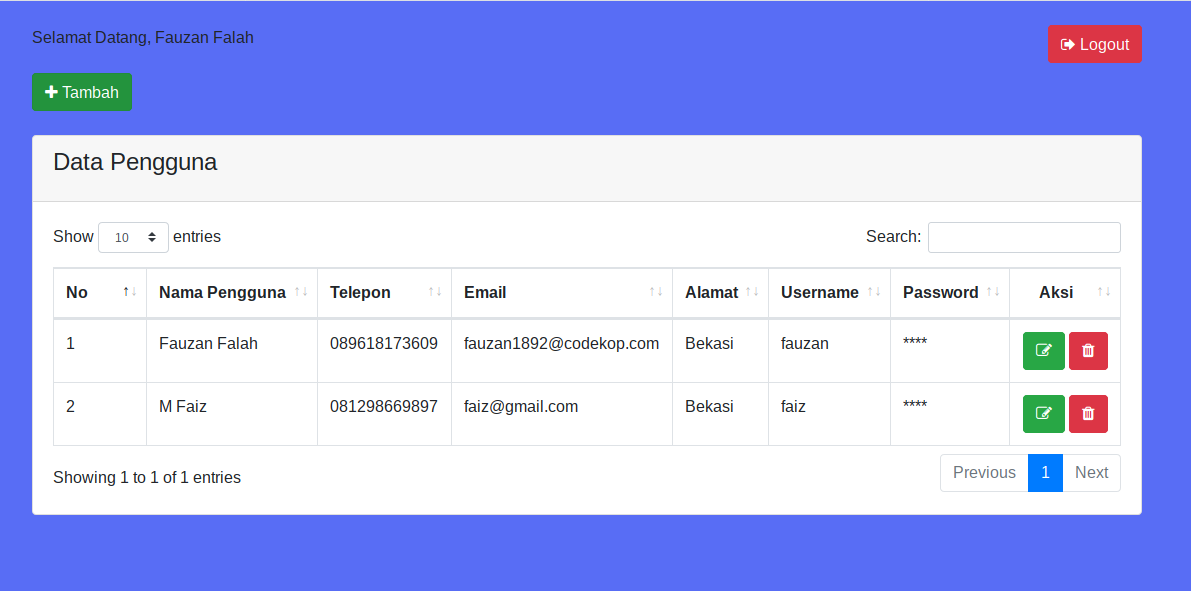 Selamat Datang, Fauzan Falah
Logout
Tambah
Data Pengguna
Show 10 entries
Search:
No Nama Pengguna Telepon Email Alamat Username Password Aksi
1 Fauzan Falah 089618173609 fauzan1892@codekop.com Bekasi fauzan ****
2 M Faiz 081298669897 faiz@gmail.com Bekasi faiz ****
Showing 1 to 1 of 1 entries
Previous 1 Next